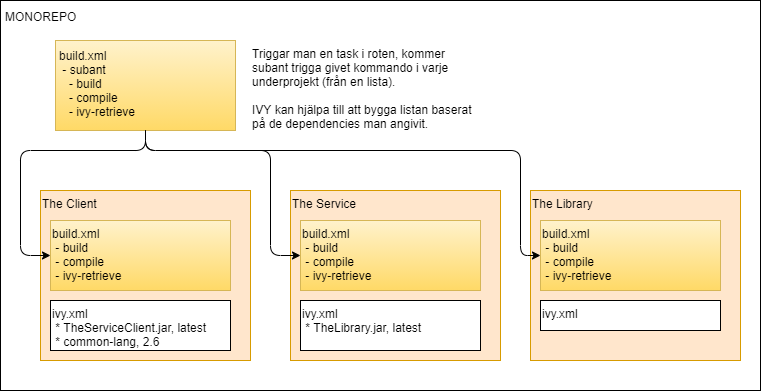 MONOREPO
build.xml
- subant
- build
- compile
- ivy-retrieve
Triggar man en task i roten, kommer
subant trigga givet kommando i varje
underprojekt (från en lista).
IVY kan hjälpa till att bygga listan baserat
på de dependencies man angivit.
The Client
build.xml
- build
- compile
- ivy-retrieve
ivy.xml
* TheServiceClient.jar, latest
* common-lang, 2.6
The Service
build.xml
- build
- compile
- ivy-retrieve
ivy.xml
* TheLibrary.jar, latest
The Library
build.xml
- build
- compile
- ivy-retrieve
ivy.xml